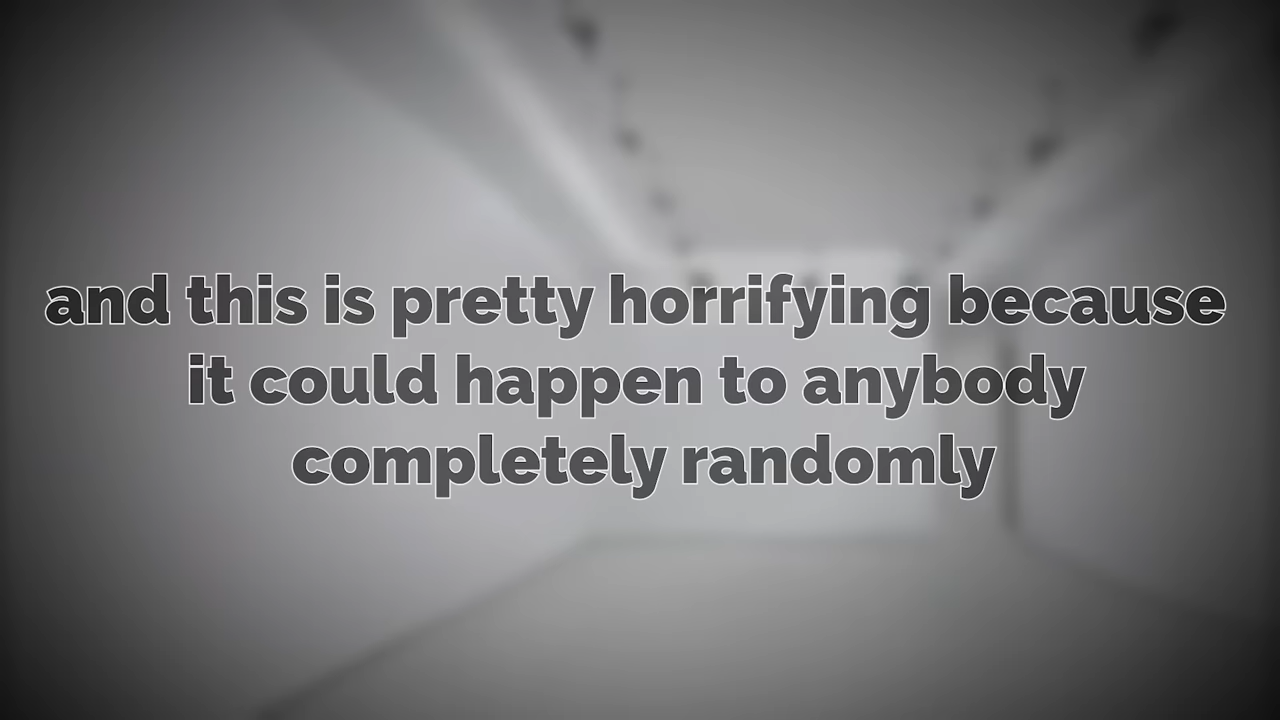 and this is pretty horrifying because
it could happen to anybody
completely randomly